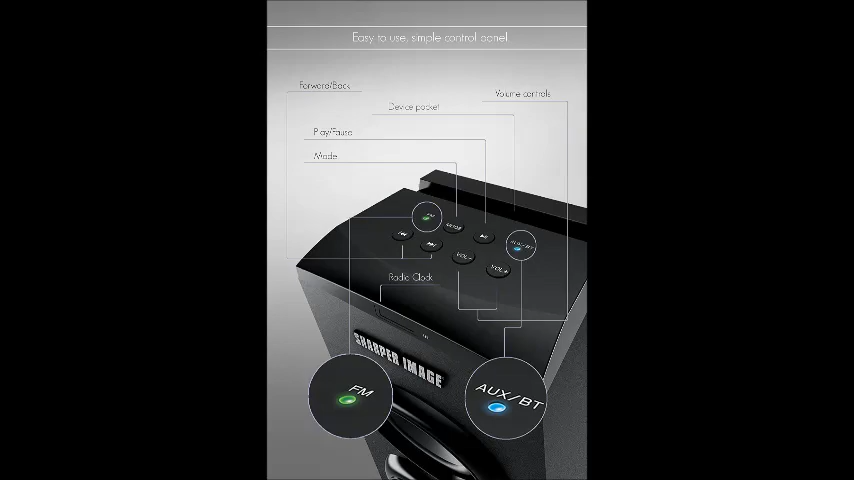 Easy to use, simple control panel.
Forward/Back
Volume controls
Device pocket
Play/Pause
Mode
FM
MODE
AUX/BT
VOL-
VOL+
Radio Clock
SHARPER IMAGE
FM
AUX/BT